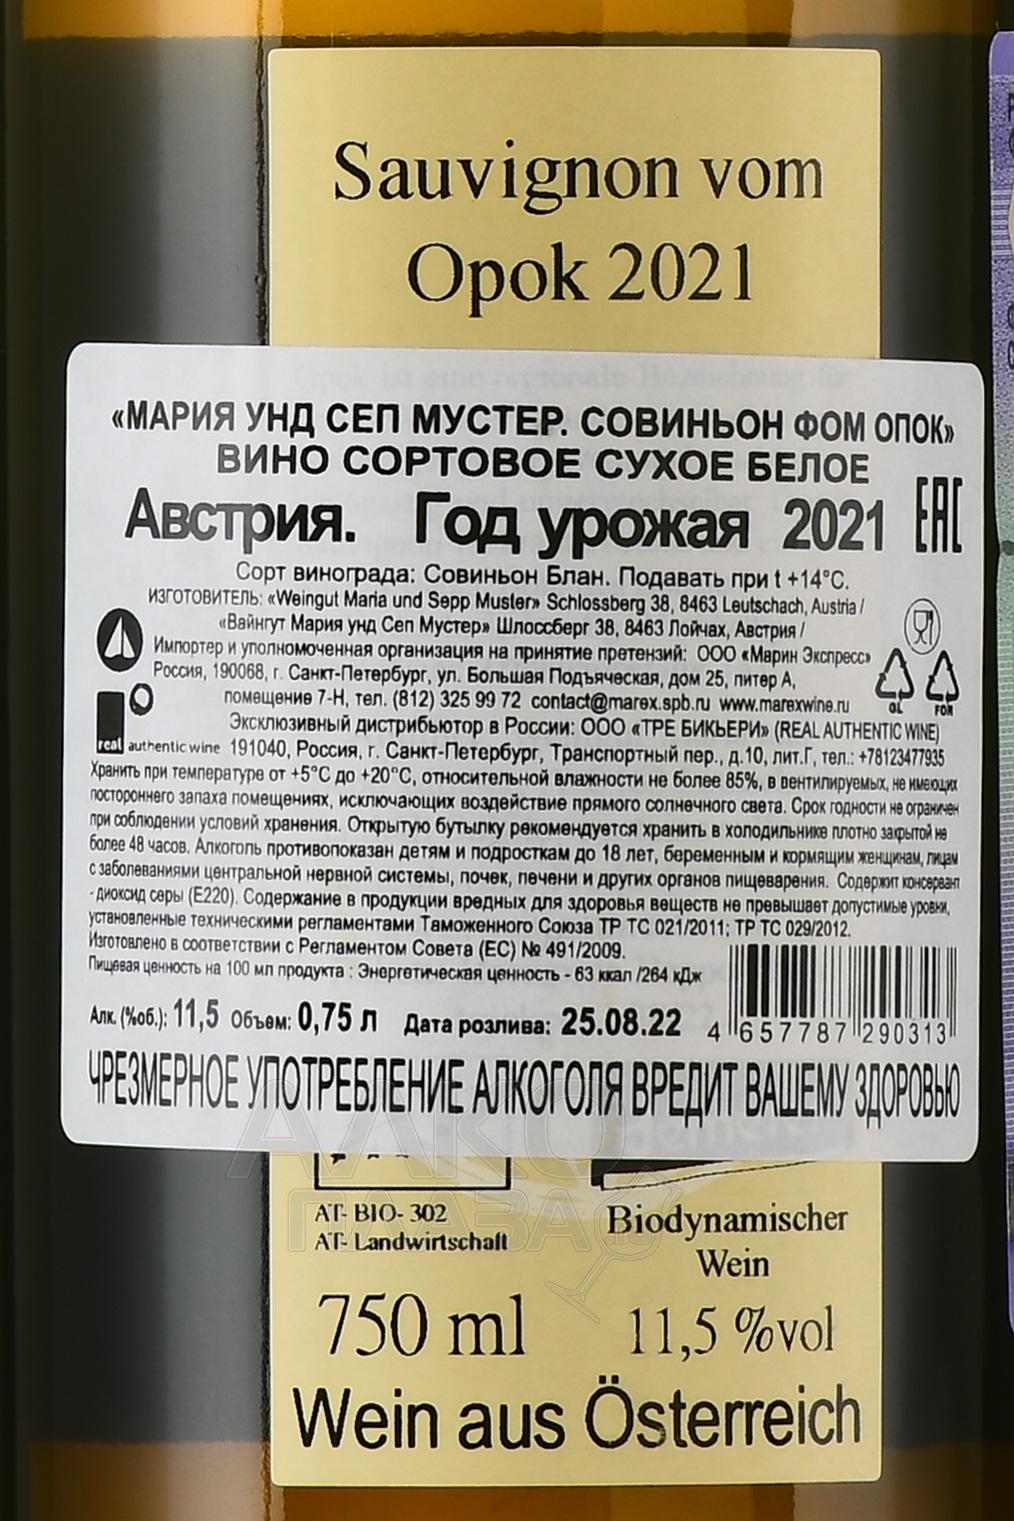 Sauvignon vom
Opok 2021
«МАРИЯ УНД СЕП МУСТЕР. СОВИНЬОН ФОМ ОПОК»
ВИНО СОРТОВОЕ СУХОЕ БЕЛОЕ
Австрия. Год урожая 2021 EAC
Сорт винограда: Совиньон Блан. Подавать при t +14°C.
ИЗГОТОВИТЕЛЬ: «Weingut Maria und Sepp Muster» Schlossberg 38, 8463 Leutschach, Austria /
«Вайнгут Мария унд Сеп Мустер» Шлоссберг 38, 8463 Лойчах, Австрия /
Импортер и уполномоченная организация на принятие претензий: ООО «Марин Экспресс»
Россия, 190068, г. Санкт-Петербург, ул. Большая Подъяческая, дом 25, литер А,
помещение 7-Н, тел. (812) 325 99 72 contact@marex.spb.ru www.marexwine.ru
GL FOR
Эксклюзивный дистрибьютор в России: ООО «ТРЕ БИКЬЕРИ» (REAL AUTHENTIC WINE)
real authentic wine 191040, Россия, г. Санкт-Петербург, Транспортный пер., д.10, лит.Г, тел.: +78123477935
Хранить при температуре от +5°С до +20°С, относительной влажности не более 85%, в вентилируемых, не имеющих
постороннего запаха помещениях, исключающих воздействие прямого солнечного света. Срок годности не ограничен
при соблюдении условий хранения. Открытую бутылку рекомендуется хранить в холодильнике плотно закрытой не
более 48 часов. Алкоголь противопоказан детям и подросткам до 18 лет, беременным и кормящим женщинам, лицам
с заболеваниями центральной нервной системы, почек, печени и других органов пищеварения. Содержит консервант
- диоксид серы (Е220). Содержание в продукции вредных для здоровья веществ не превышает допустимые уровни,
установленные техническими регламентами Таможенного Союза ТР ТС 021/2011; ТР ТС 029/2012.
Изготовлено в соответствии с Регламентом Совета (ЕС) № 491/2009.
Пищевая ценность на 100 мл продукта : Энергетическая ценность - 63 ккал /264 кДж
Алк. (%об.): 11,5 Объем: 0,75 л Дата розлива: 25.08.22 4 657787 290313
ЧРЕЗМЕРНОЕ УПОТРЕБЛЕНИЕ АЛКОГОЛЯ ВРЕДИТ ВАШЕМУ ЗДОРОВЬЮ
АЛКО
ПЛАЗА
AT- BIO- 302
AT- Landwirtschaft
Biodynamischer
Wein
750 ml 11,5 %vol
Wein aus Österreich